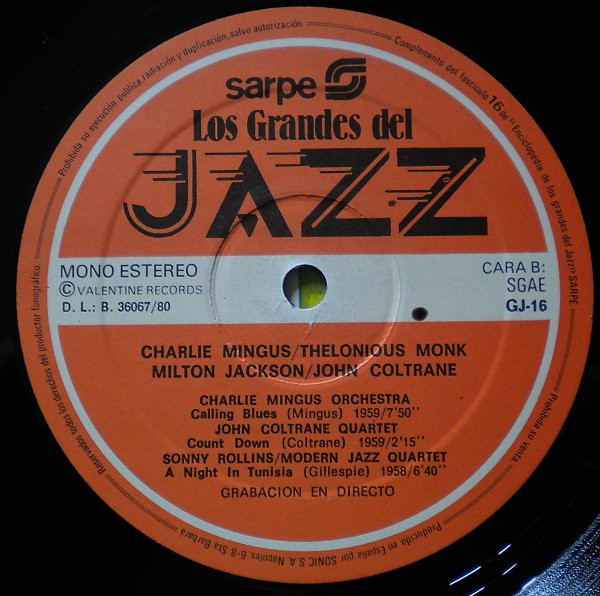 Prohibida su ejecución pública, radiación y duplicación, salvo autorización.
Complemento del fascículo 16 de "Enciclopedia de los grandes del Jazz" SARPE
sarpe
Los Grandes del
JAZZ
MONO ESTEREO
© VALENTINE RECORDS
D. L.: B. 36067/80
CARA B:
SGAE
GJ-16
CHARLIE MINGUS/THELONIOUS MONK
MILTON JACKSON/JOHN COLTRANE
CHARLIE MINGUS ORCHESTRA
Calling Blues (Mingus) 1959/7'50''
JOHN COLTRANE QUARTET
Count Down (Coltrane) 1959/2'15''
SONNY ROLLINS/MODERN JAZZ QUARTET
A Night In Tunisia (Gillespie) 1958/6'40''
GRABACION EN DIRECTO
Reservados todos los derechos del productor fonográfico
Prohibida su venta
Producido en España por SONIC S.A Napoles, 6-8 Sta Barbará